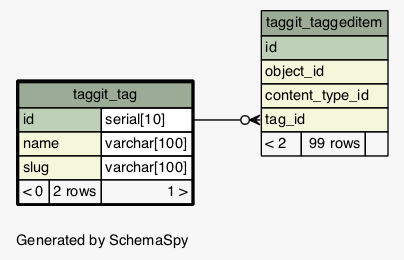 taggit_taggeditem
id
object_id
content_type_id
tag_id
< 2 99 rows
taggit_tag
id serial[10]
name varchar[100]
slug varchar[100]
< 0 2 rows 1 >
Generated by SchemaSpy